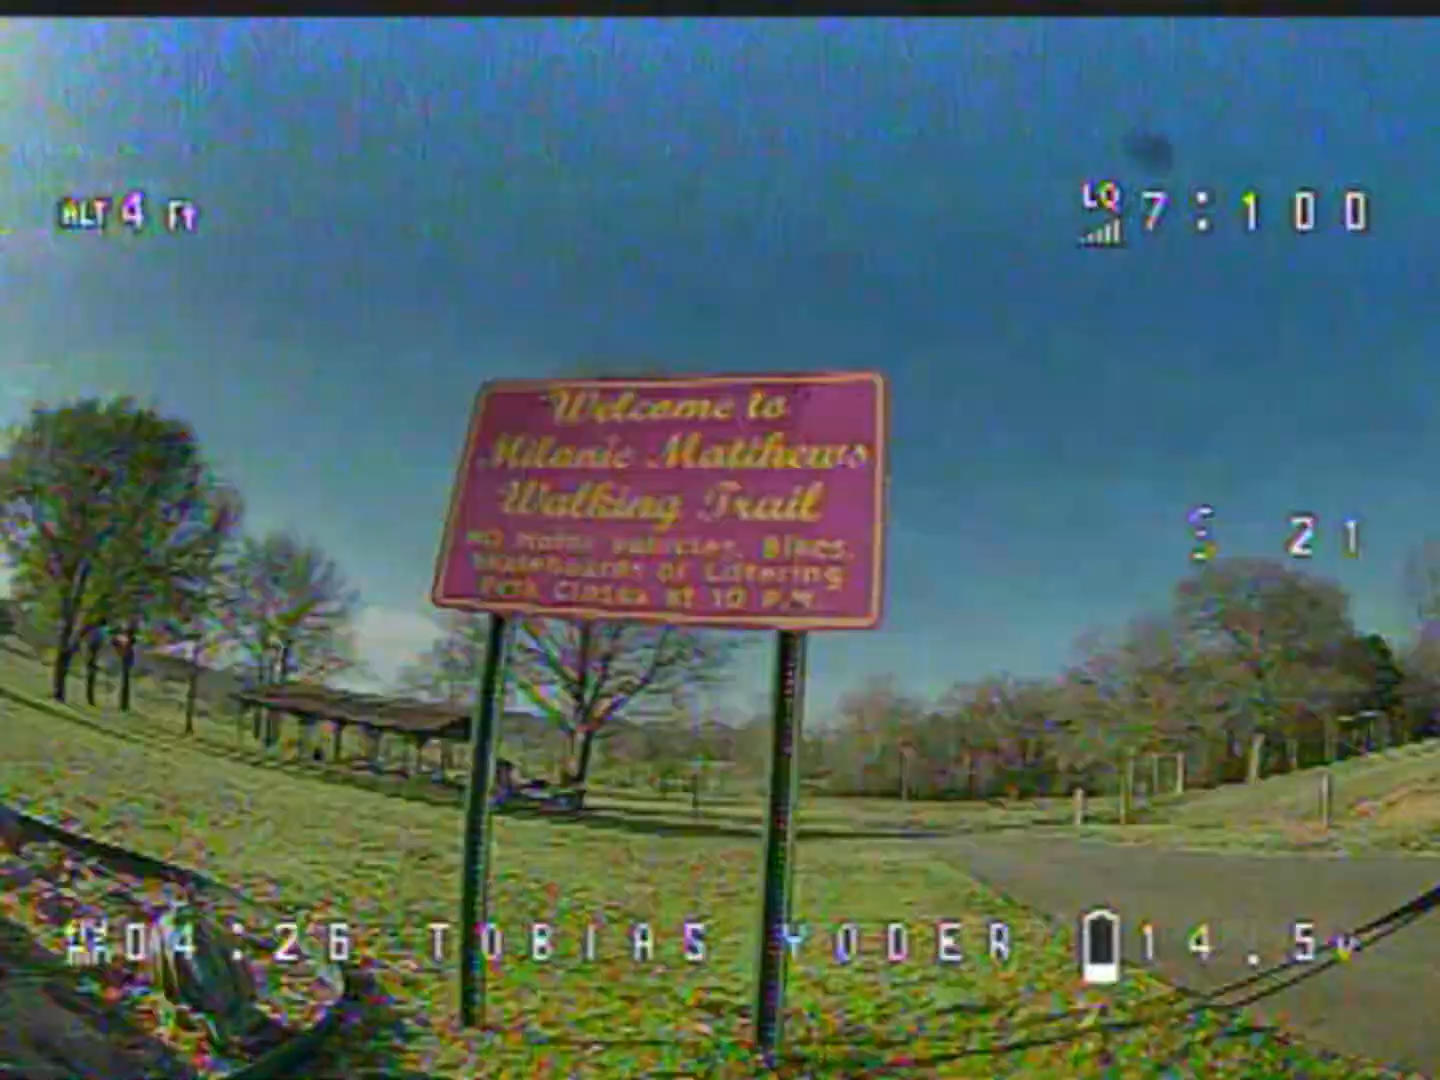 ALT 4 Ft
LQ 7:100
Welcome to
Milanie Matthews
Walking Trail
No Motor Vehicles, Bikes,
Skateboards or Littering
Park Closes at 10 P.M.
S 21
04:26 TOBIAS YODER 14.5V